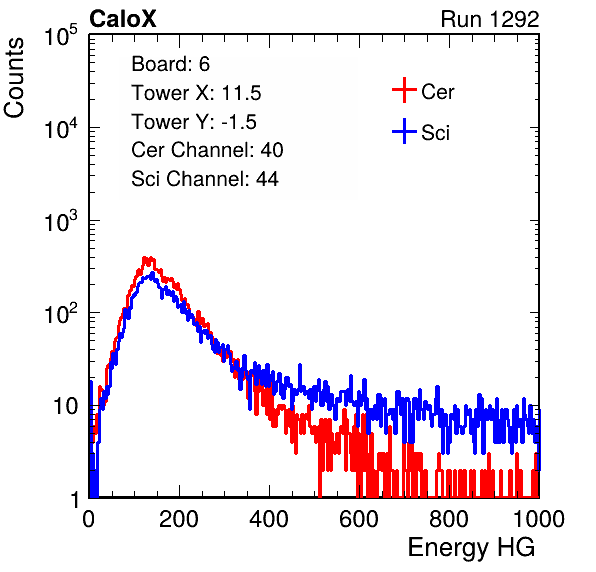 CaloX Run 1292
Counts
Board: 6
Tower X: 11.5
Tower Y: -1.5
Cer Channel: 40
Sci Channel: 44
Cer
Sci
10^5
10^4
10^3
10^2
10
1
0 200 400 600 800 1000
Energy HG